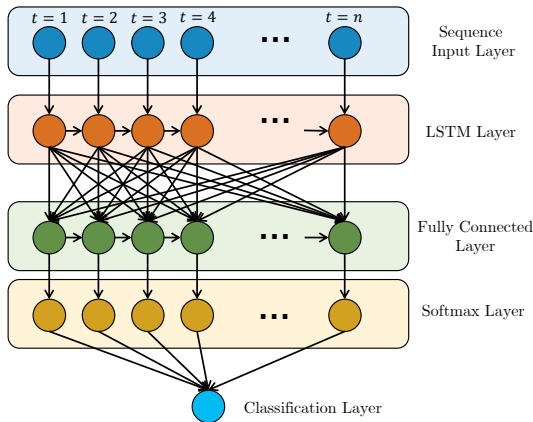 t = 1 t = 2 t = 3 t = 4 ... t = n
Sequence
Input Layer
...
LSTM Layer
...
Fully Connected
Layer
...
Softmax Layer
Classification Layer